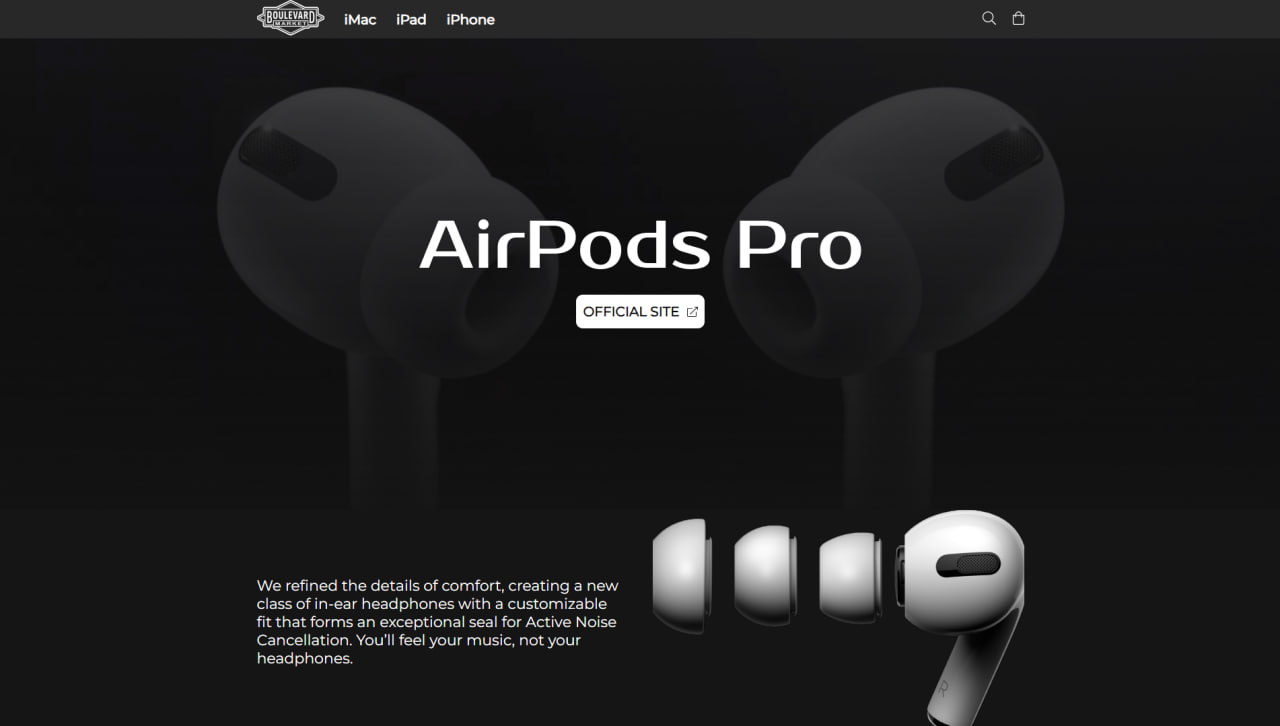 BOULEVARD
MARKET
iMac iPad iPhone
AirPods Pro
OFFICIAL SITE
We refined the details of comfort, creating a new
class of in-ear headphones with a customizable
fit that forms an exceptional seal for Active Noise
Cancellation. You’ll feel your music, not your
headphones.
R